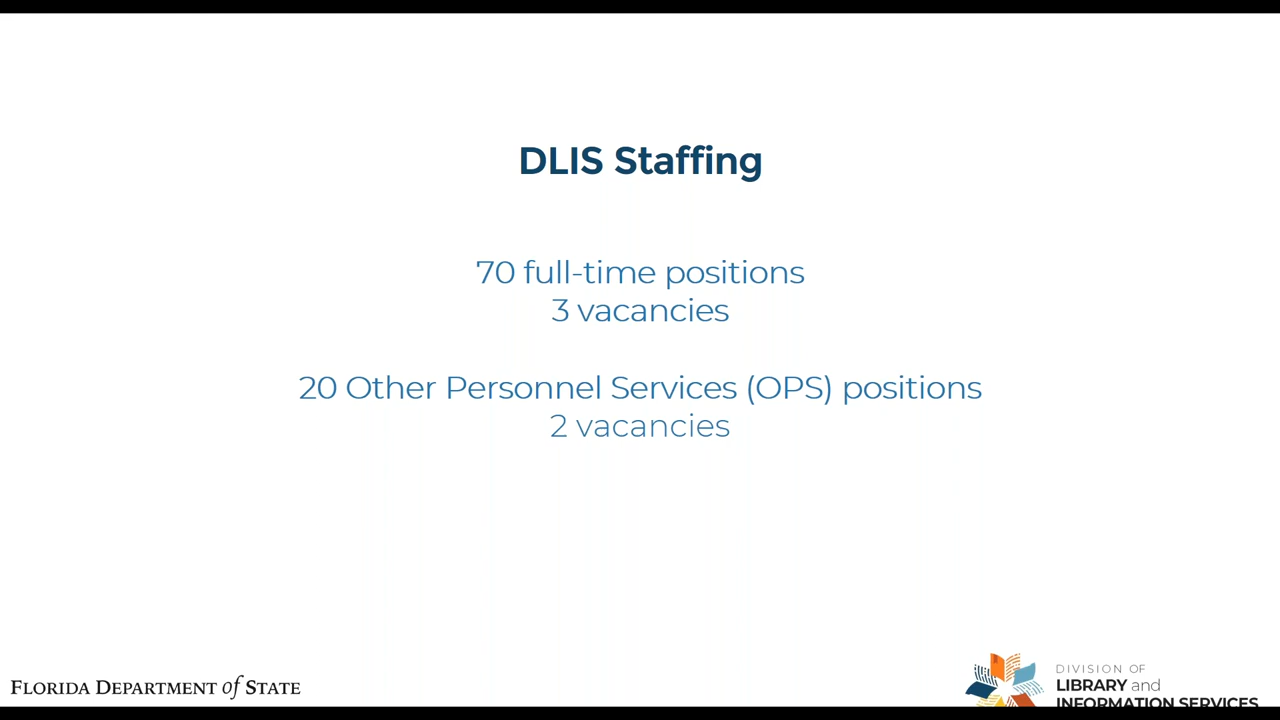 DLIS Staffing
70 full-time positions
3 vacancies
20 Other Personnel Services (OPS) positions
2 vacancies
FLORIDA DEPARTMENT of STATE
DIVISION OF
LIBRARY and
INFORMATION SERVICES